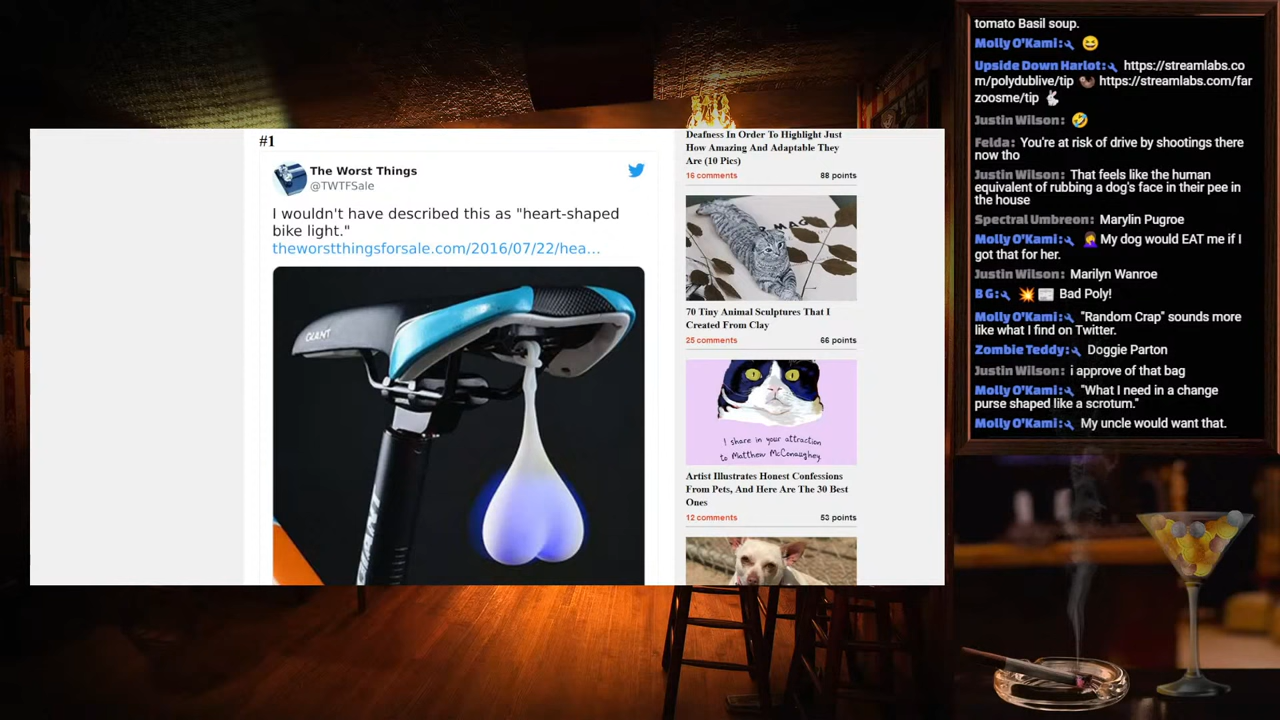 #1
The Worst Things
@TWTFSale
I wouldn't have described this as "heart-shaped
bike light."
theworstthingsforsale.com/2016/07/22/hea...
GIANT
GIANT
Deafness In Order To Highlight Just
How Amazing And Adaptable They
Are (10 Pics)
16 comments 88 points
70 Tiny Animal Sculptures That I
Created From Clay
25 comments 66 points
I share in your attraction
to Matthew McConaughey
Artist Illustrates Honest Confessions
From Pets, And Here Are The 30 Best
Ones
12 comments 53 points
tomato Basil soup.
Molly O'Kami: 😆
Upside Down Harlot: https://streamlabs.co
m/polydublive/tip 🦦 https://streamlabs.com/far
zoosme/tip 🐇
Justin Wilson: 🤣
Felda: You're at risk of drive by shootings there
now tho
Justin Wilson: That feels like the human
equivalent of rubbing a dog's face in their pee in
the house
Spectral Umbreon: Marylin Pugroe
Molly O'Kami: 🤦‍♀️ My dog would EAT me if I
got that for her.
Justin Wilson: Marilyn Wanroe
B G: 💥 📰 Bad Poly!
Molly O'Kami: "Random Crap" sounds more
like what I find on Twitter.
Zombie Teddy: Doggie Parton
Justin Wilson: i approve of that bag
Molly O'Kami: "What I need in a change
purse shaped like a scrotum."
Molly O'Kami: My uncle would want that.